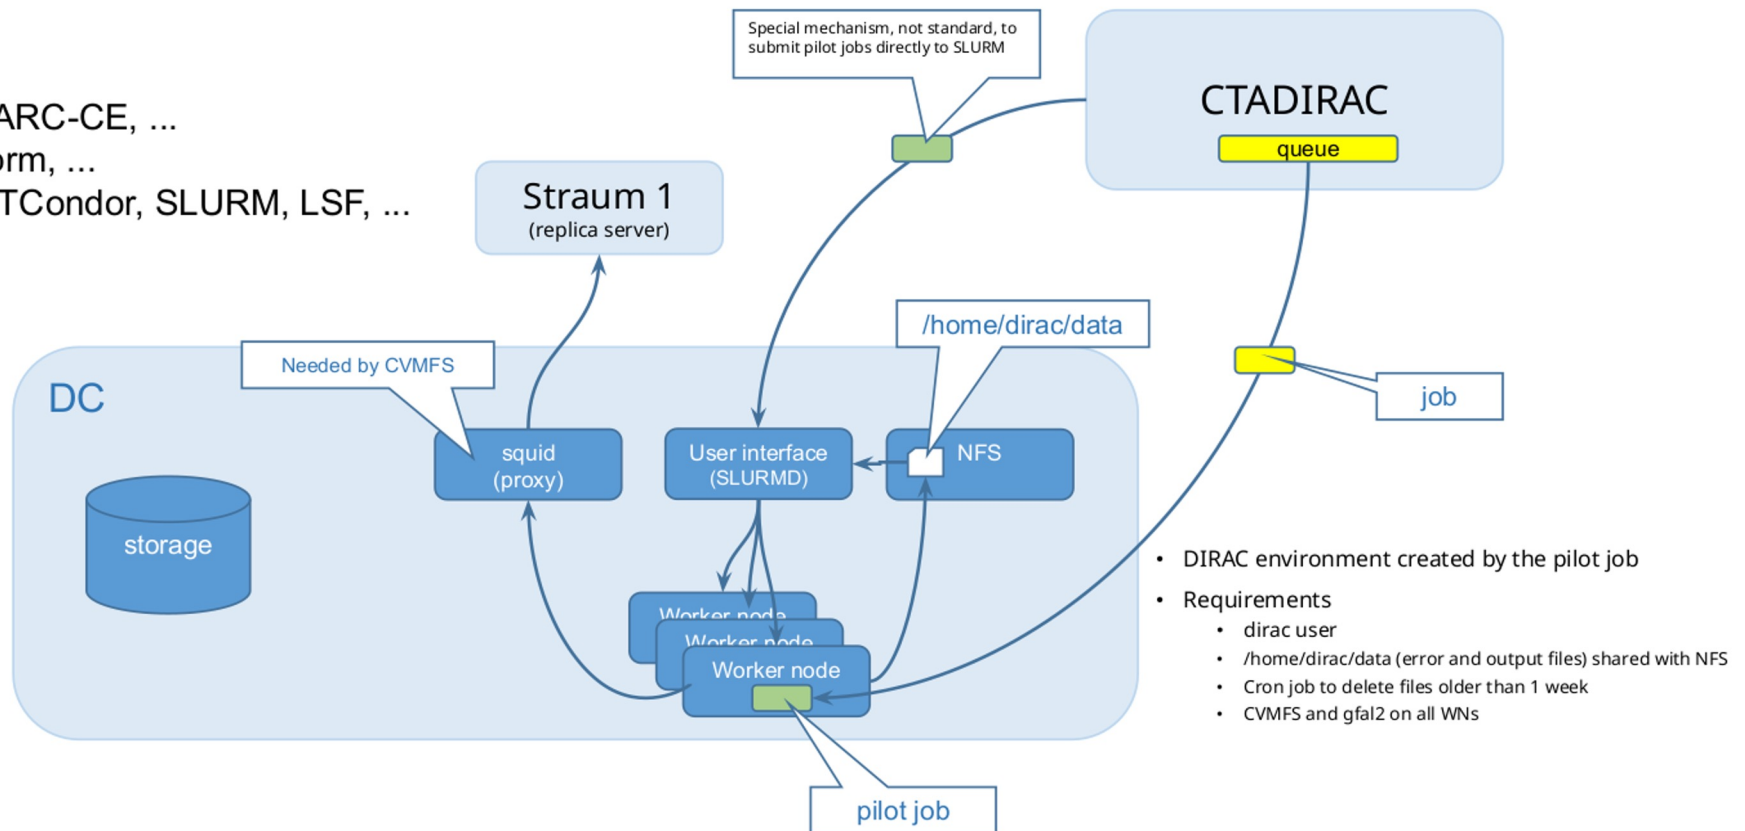 Special mechanism, not standard, to
submit pilot jobs directly to SLURM
CTADIRAC
queue
ARC-CE, ...
orm, ...
TCondor, SLURM, LSF, ...
Straum 1
(replica server)
/home/dirac/data
Needed by CVMFS
DC
job
squid
(proxy)
User interface
(SLURMD)
NFS
storage
Worker node
Worker node
Worker node
• DIRAC environment created by the pilot job
• Requirements
• dirac user
• /home/dirac/data (error and output files) shared with NFS
• Cron job to delete files older than 1 week
• CVMFS and gfal2 on all WNs
pilot job